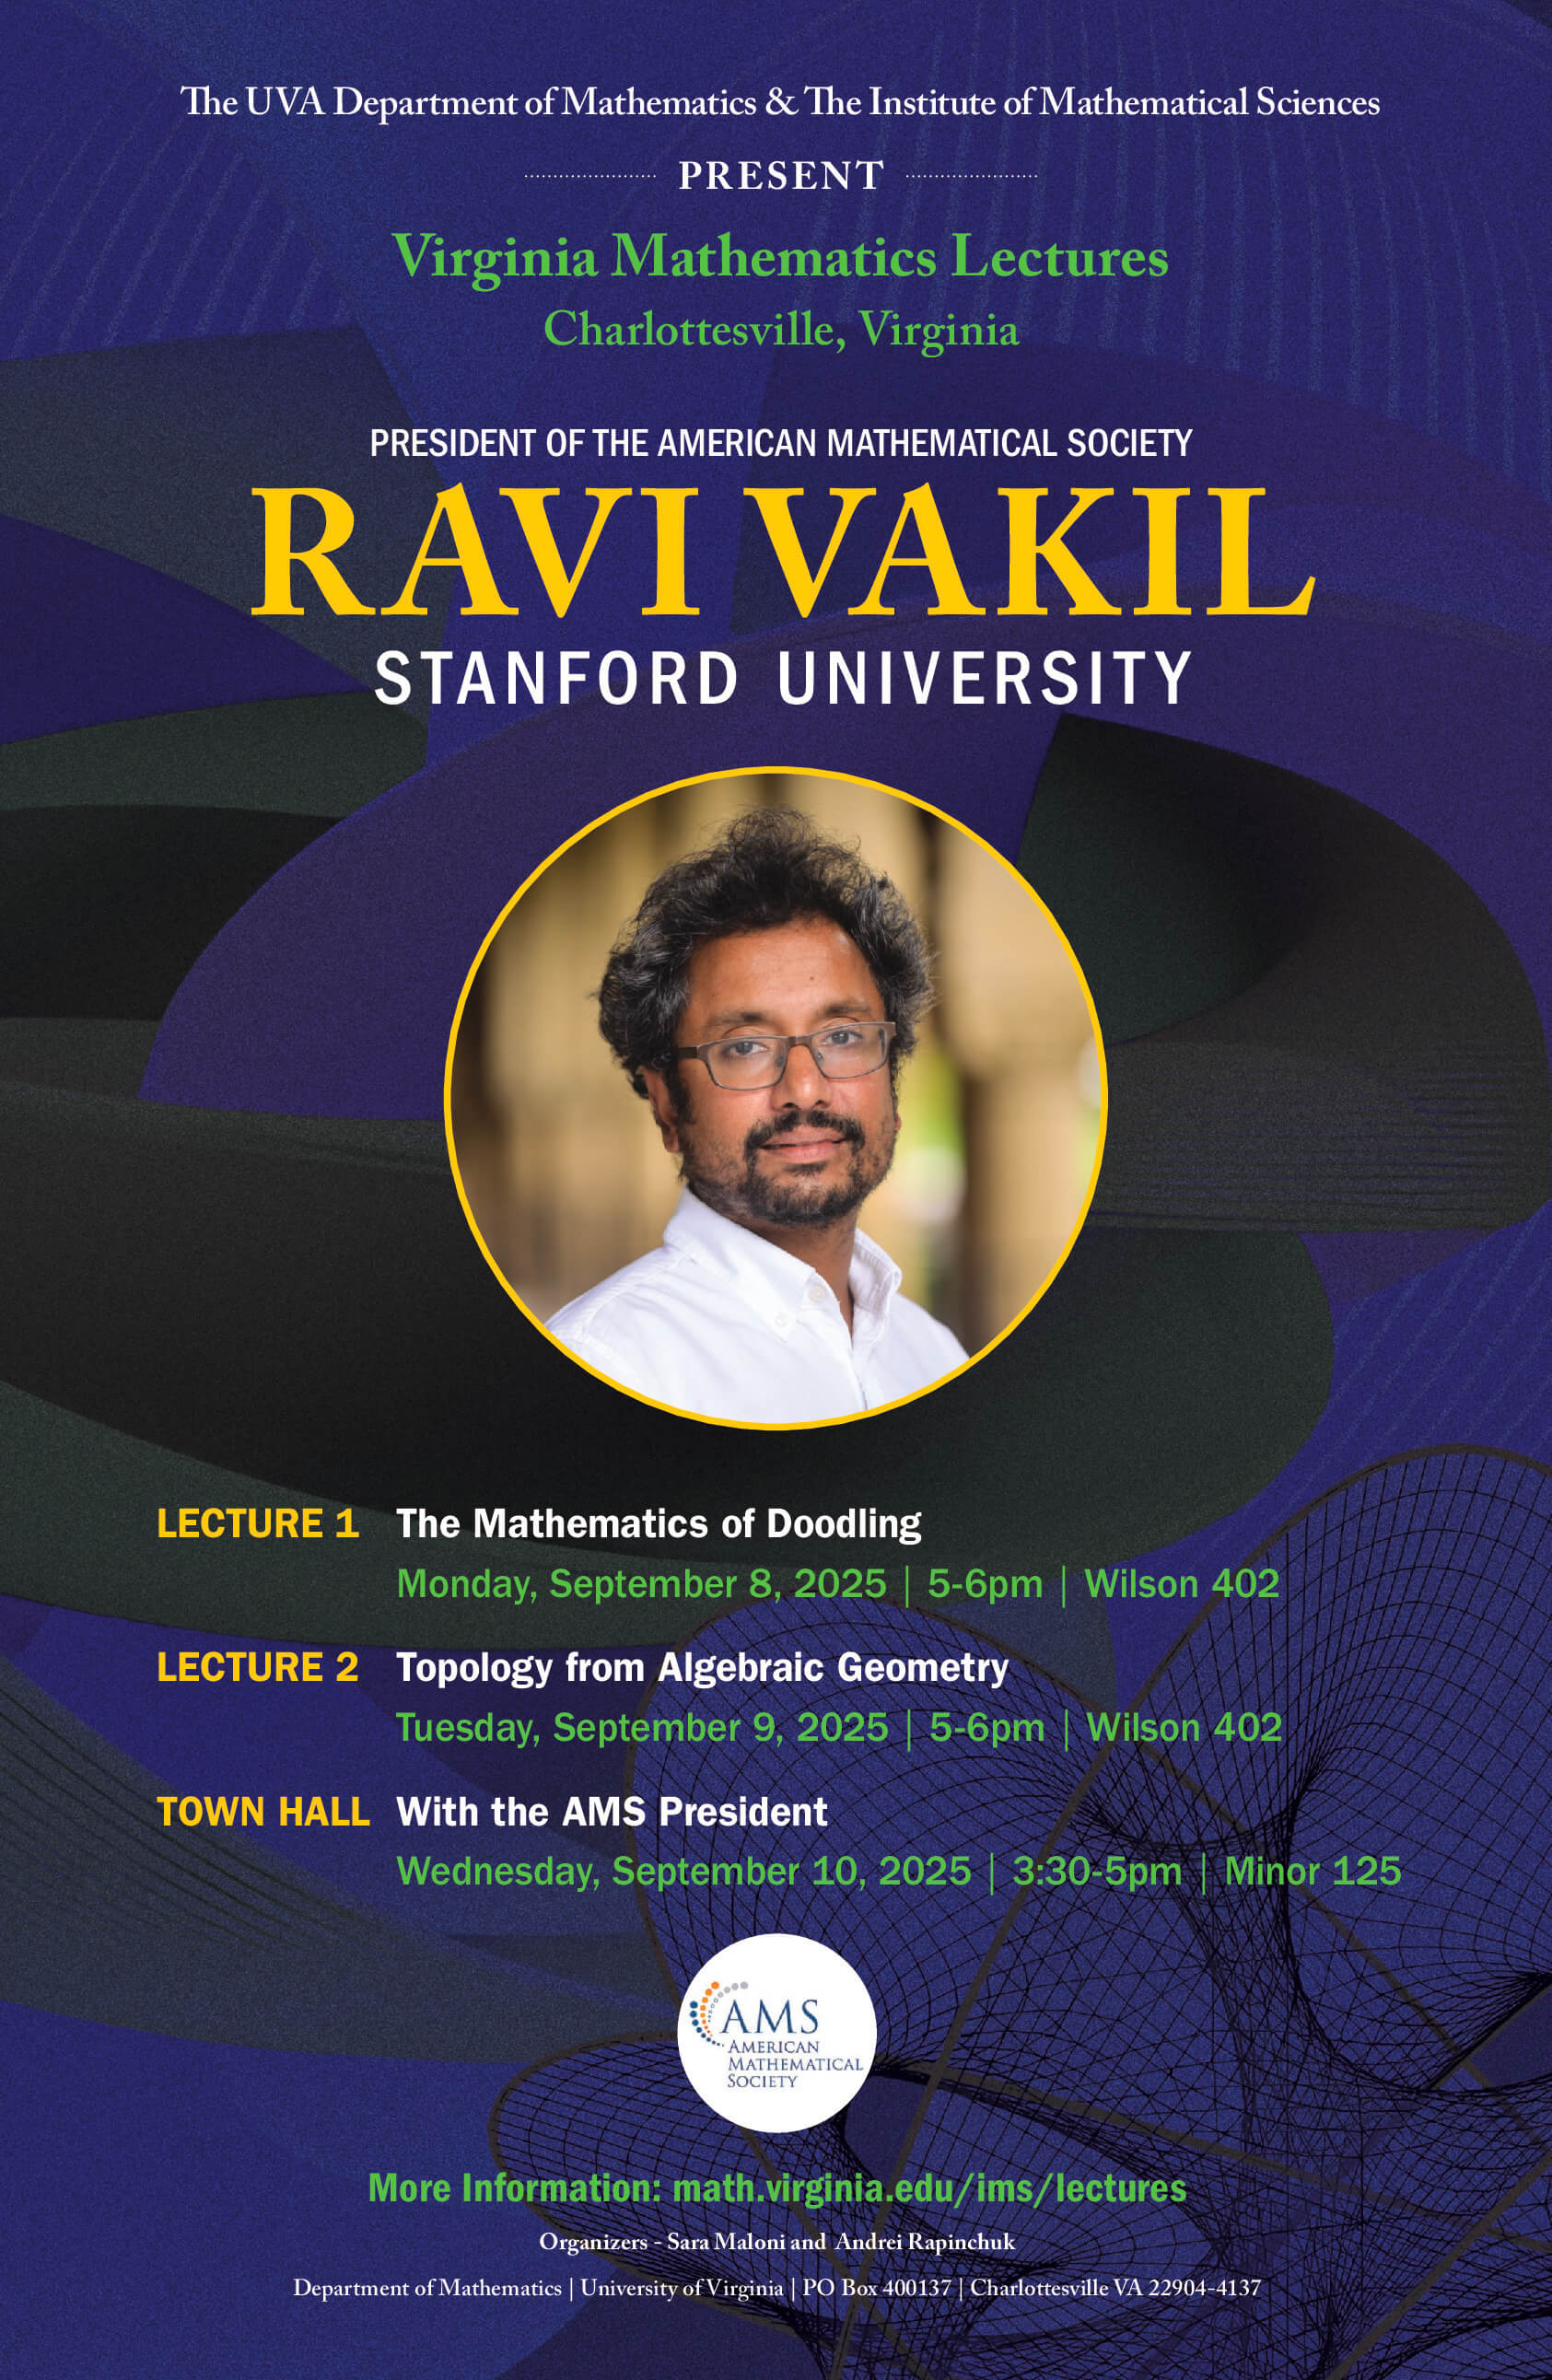 The UVA Department of Mathematics & The Institute of Mathematical Sciences
PRESENT
Virginia Mathematics Lectures
Charlottesville, Virginia
PRESIDENT OF THE AMERICAN MATHEMATICAL SOCIETY
RAVI VAKIL
STANFORD UNIVERSITY
LECTURE 1 The Mathematics of Doodling
Monday, September 8, 2025 | 5-6pm | Wilson 402
LECTURE 2 Topology from Algebraic Geometry
Tuesday, September 9, 2025 | 5-6pm | Wilson 402
TOWN HALL With the AMS President
Wednesday, September 10, 2025 | 3:30-5pm | Minor 125
AMS
AMERICAN
MATHEMATICAL
SOCIETY
More Information: math.virginia.edu/ims/lectures
Organizers - Sara Maloni and Andrei Rapinchuk
Department of Mathematics | University of Virginia | PO Box 400137 | Charlottesville VA 22904-4137